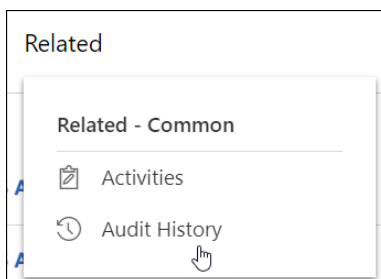 Related
Related - Common
Activities
Audit History
A
A